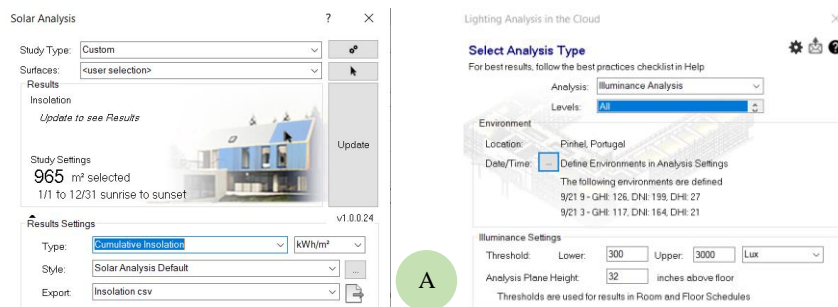 Solar Analysis ? ×
Study Type: Custom
Surfaces: <user selection>
Results
Insolation
Update to see Results
Update
Study Settings
965 m² selected
1/1 to 12/31 sunrise to sunset
v1.0.0.24
Results Settings
Type: Cumulative Insolation kWh/m²
Style: Solar Analysis Default ...
Export: Insolation csv
A
Lighting Analysis in the Cloud ×
Select Analysis Type
For best results, follow the best practices checklist in Help
Analysis: Illuminance Analysis
Levels: All
Environment
Location: Pinhel, Portugal
Date/Time: ... Define Environments in Analysis Settings
The following environments are defined
9/21 9 - GHI: 126, DNI: 199, DHI: 27
9/21 3 - GHI: 117, DNI: 164, DHI: 21
Illuminance Settings
Threshold: Lower: 300 Upper: 3000 Lux
Analysis Plane Height: 32 inches above floor
Thresholds are used for results in Room and Floor Schedules